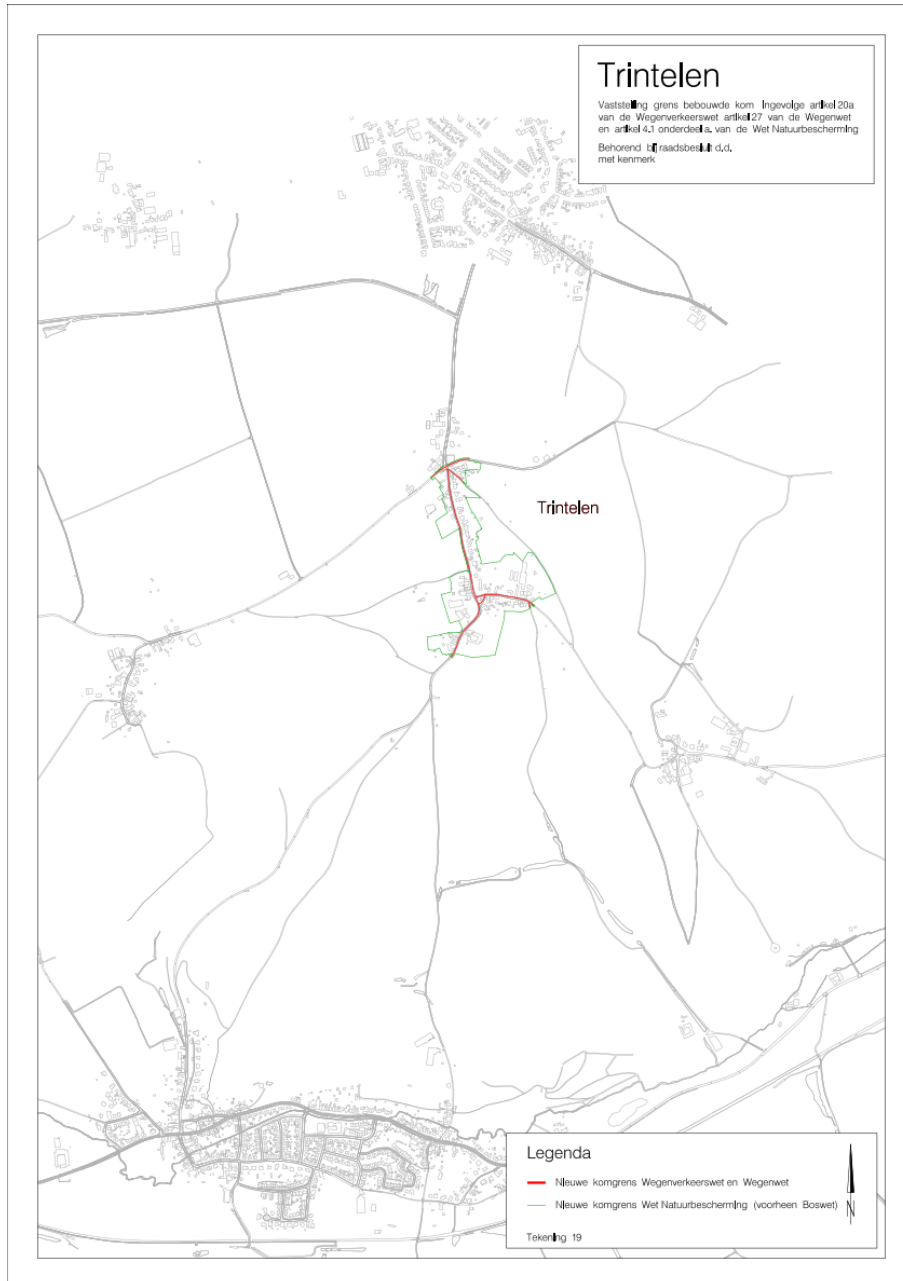 Trintelen
Vaststelling grens bebouwde kom Ingevolge artikel 20a
van de Wegenverkeerswet artikel 27 van de Wegenwet
en artikel 4.1 onderdeel a. van de Wet Natuurbescherming
Behorend bij raadsbesluit d.d.
met kenmerk
Trintelen
Legenda
Nieuwe komgrens Wegenverkeerswet en Wegenwet
Nieuwe komgrens Wet Natuurbescherming (voorheen Boswet)
N
Tekening 19